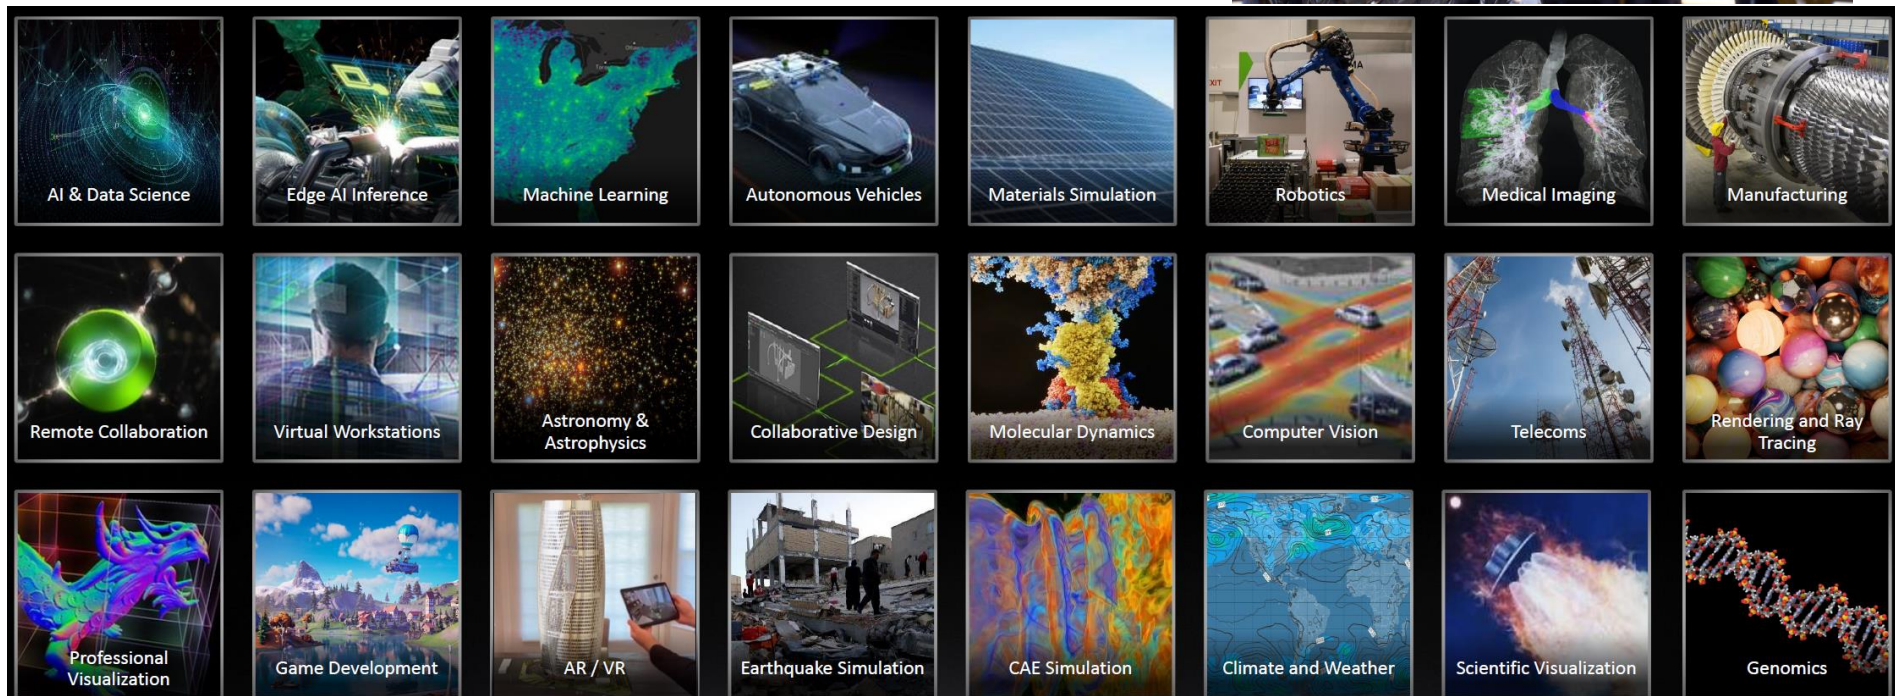 AI & Data Science
Edge AI Inference
Machine Learning
Autonomous Vehicles
Materials Simulation
Robotics
Medical Imaging
Manufacturing
Remote Collaboration
Virtual Workstations
Astronomy &
Astrophysics
Collaborative Design
Molecular Dynamics
Computer Vision
Telecoms
Rendering and Ray
Tracing
Professional
Visualization
Game Development
AR / VR
Earthquake Simulation
CAE Simulation
Climate and Weather
Scientific Visualization
Genomics